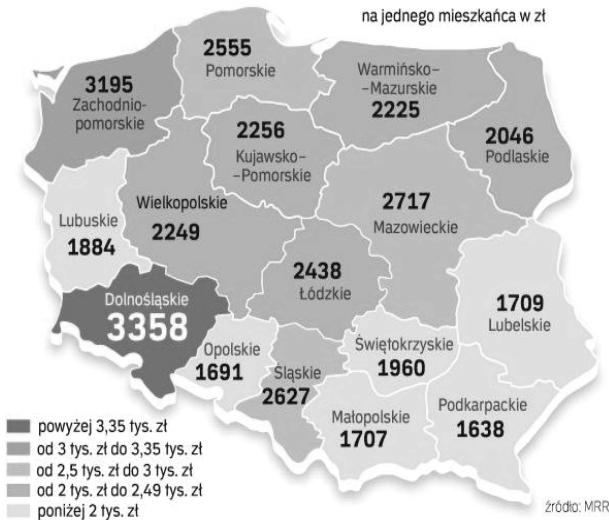 na jednego mieszkańca w zł
2555
Pomorskie
3195
Zachodnio-
pomorskie
Warmińsko-
-Mazurskie
2225
2256
Kujawsko-
-Pomorskie
2046
Podlaskie
Wielkopolskie
2249
2717
Mazowieckie
Lubuskie
1884
2438
Łódzkie
Dolnośląskie
3358
1709
Lubelskie
Opolskie
1691
Śląskie
2627
Świętokrzyskie
1960
Małopolskie
1707
Podkarpackie
1638
powyżej 3,35 tys. zł
od 3 tys. zł do 3,35 tys. zł
od 2,5 tys. zł do 3 tys. zł
od 2 tys. zł do 2,49 tys. zł
poniżej 2 tys. zł
źródło: MRR